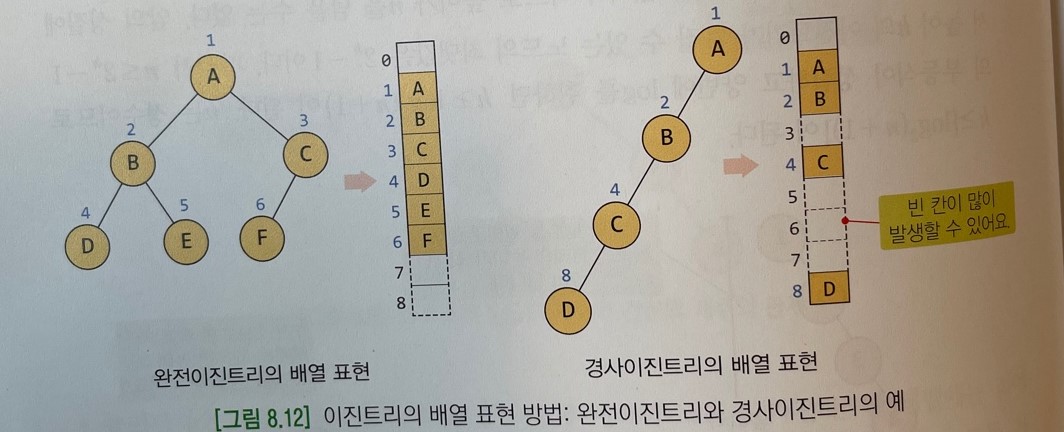 1
A
2
B
3
C
4
D
5
E
6
F
0
1 A
2 B
3 C
4 D
5 E
6 F
7
8
1
A
2
B
4
C
8
D
0
1 A
2 B
3
4 C
5
6
7
8 D
빈 칸이 많이
발생할 수 있어요.
완전이진트리의 배열 표현
경사이진트리의 배열 표현
[그림 8.12] 이진트리의 배열 표현 방법: 완전이진트리와 경사이진트리의 예